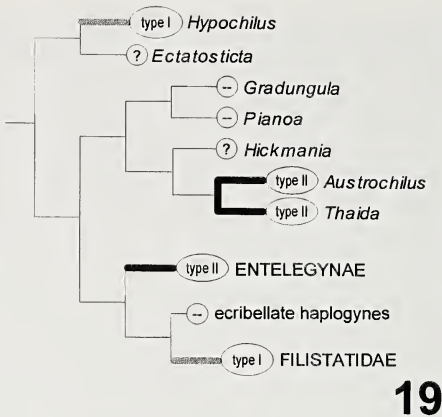 type I Hypochilus
? Ectatosticta
-- Gradungula
-- Pianoa
? Hickmania
type II Austrochilus
type II Thaida
type II ENTELEGYNAE
-- ecribellate haplogynes
type I FILISTATIDAE
19